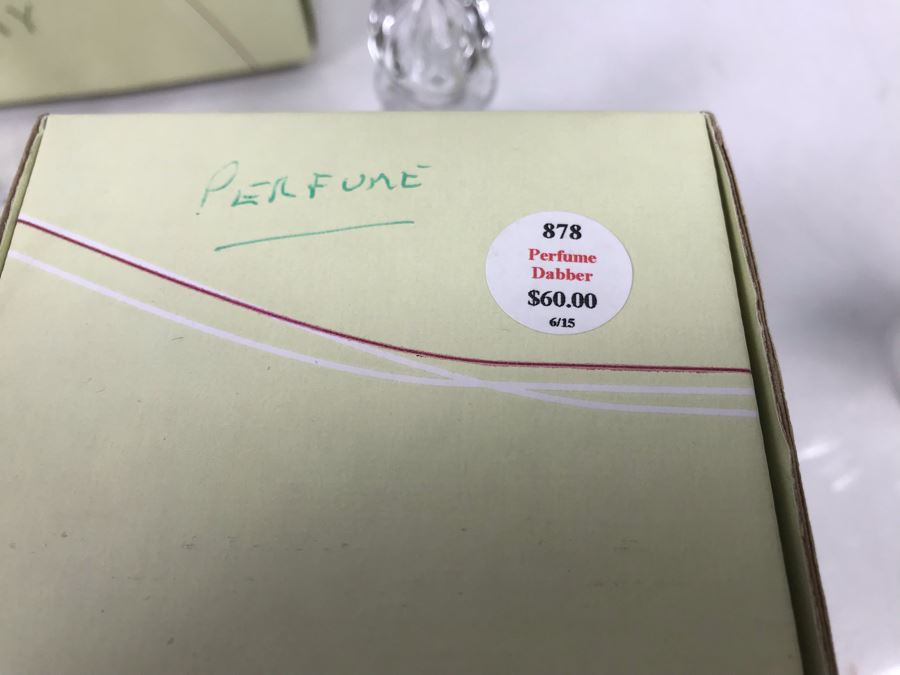 PERFUME
878
Perfume
Dabber
$60.00
6/15